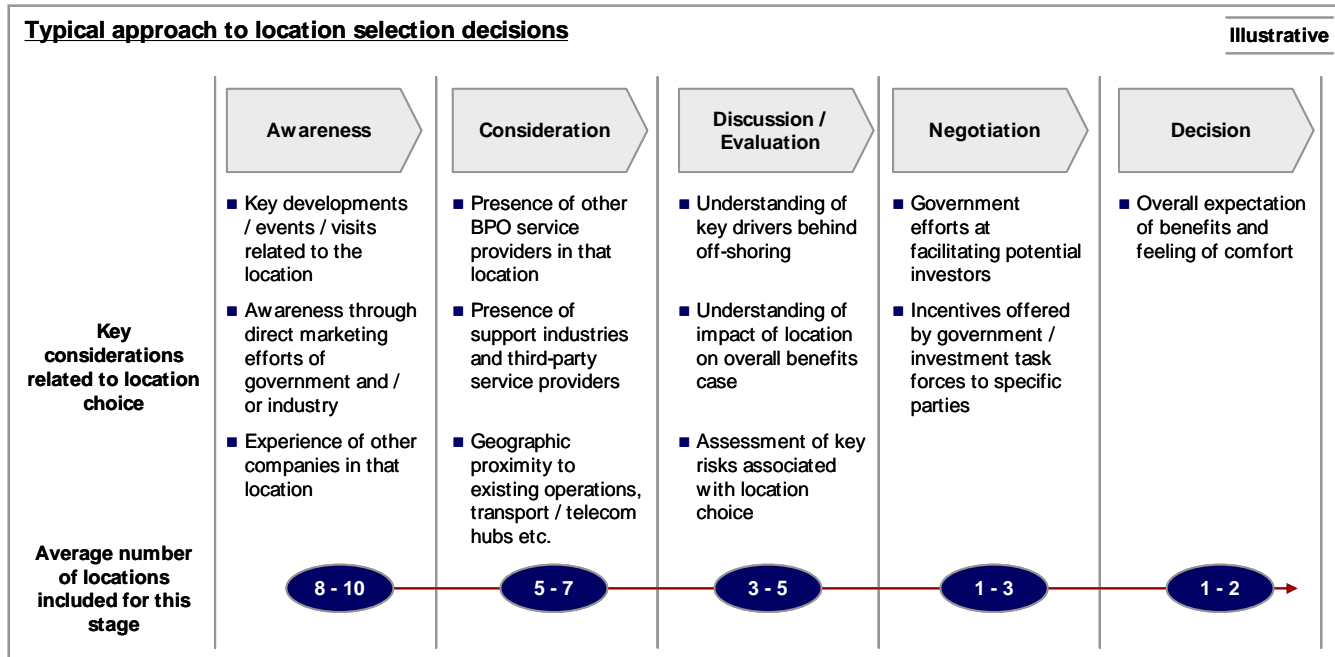 Typical approach to location selection decisions
Illustrative
Awareness
Consideration
Discussion /
Evaluation
Negotiation
Decision
Key
considerations
related to location
choice
■ Key developments
/ events / visits
related to the
location
■ Awareness through
direct marketing
efforts of
government and /
or industry
■ Experience of other
companies in that
location
■ Presence of other
BPO service
providers in that
location
■ Presence of
support industries
and third-party
service providers
■ Geographic
proximity to
existing operations,
transport / telecom
hubs etc.
■ Understanding of
key drivers behind
off-shoring
■ Understanding of
impact of location
on overall benefits
case
■ Assessment of key
risks associated
with location
choice
■ Government
efforts at
facilitating potential
investors
■ Incentives offered
by government /
investment task
forces to specific
parties
■ Overall expectation
of benefits and
feeling of comfort
Average number
of locations
included for this
stage
8 - 10
5 - 7
3 - 5
1 - 3
1 - 2